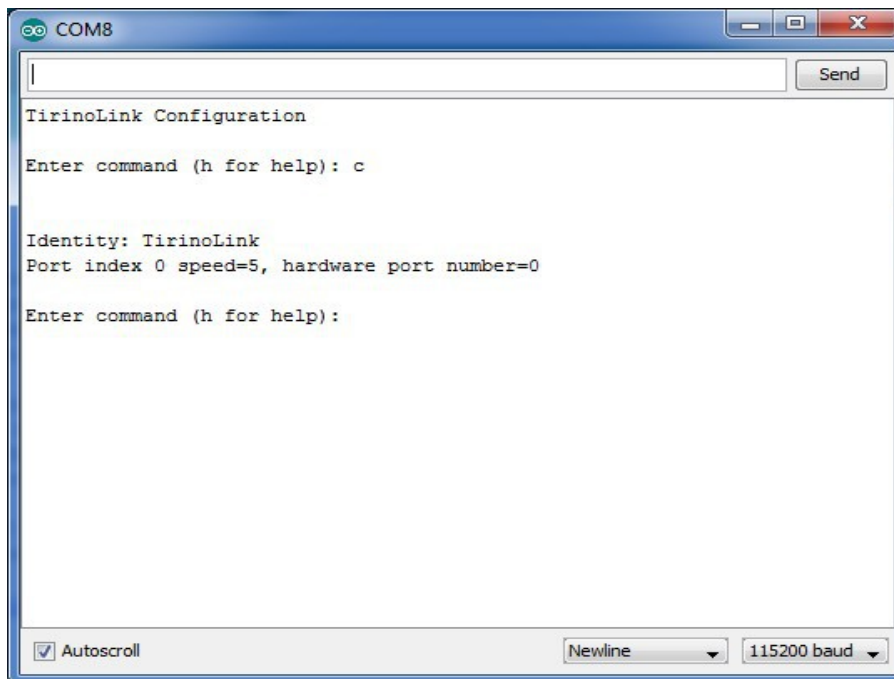 COM8
Send
TirinoLink Configuration
Enter command (h for help): c
Identity: TirinoLink
Port index 0 speed=5, hardware port number=0
Enter command (h for help):
Autoscroll
Newline
115200 baud